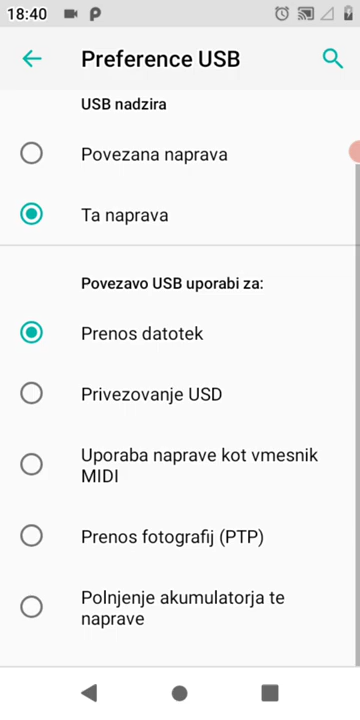 18:40
Preference USB
USB nadzira
Povezana naprava
Ta naprava
Povezavo USB uporabi za:
Prenos datotek
Privezovanje USD
Uporaba naprave kot vmesnik
MIDI
Prenos fotografij (PTP)
Polnjenje akumulatorja te
naprave